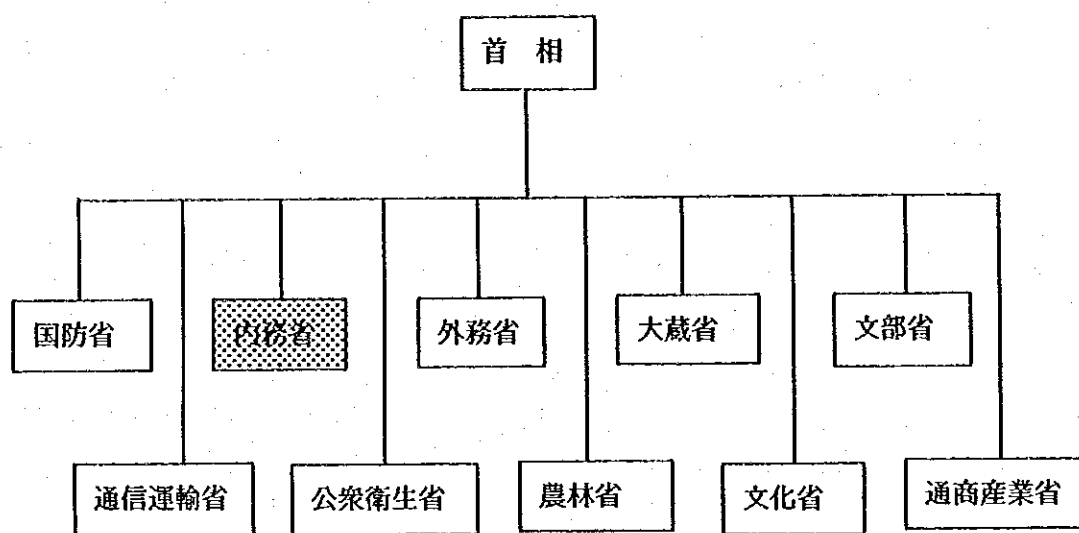 首 相
国防省
内務省
外務省
大蔵省
文部省
通信運輸省
公衆衛生省
農林省
文化省
通商産業省